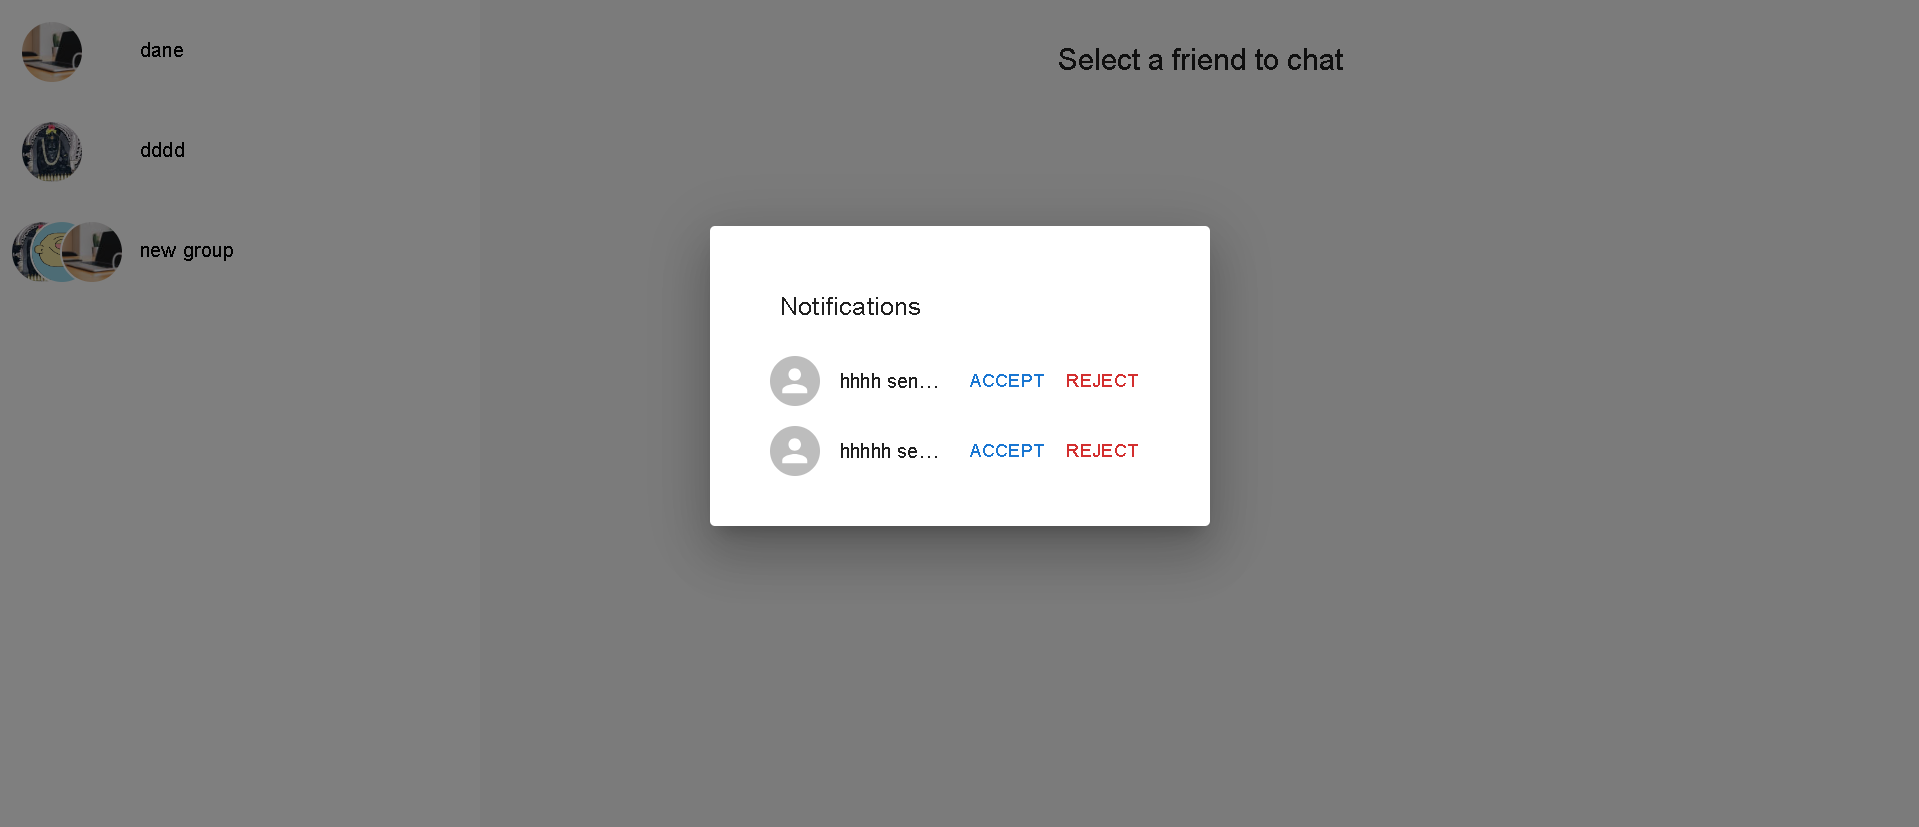 dane
Select a friend to chat
dddd
new group
Notifications
hhhh sen... ACCEPT REJECT
hhhhh se... ACCEPT REJECT